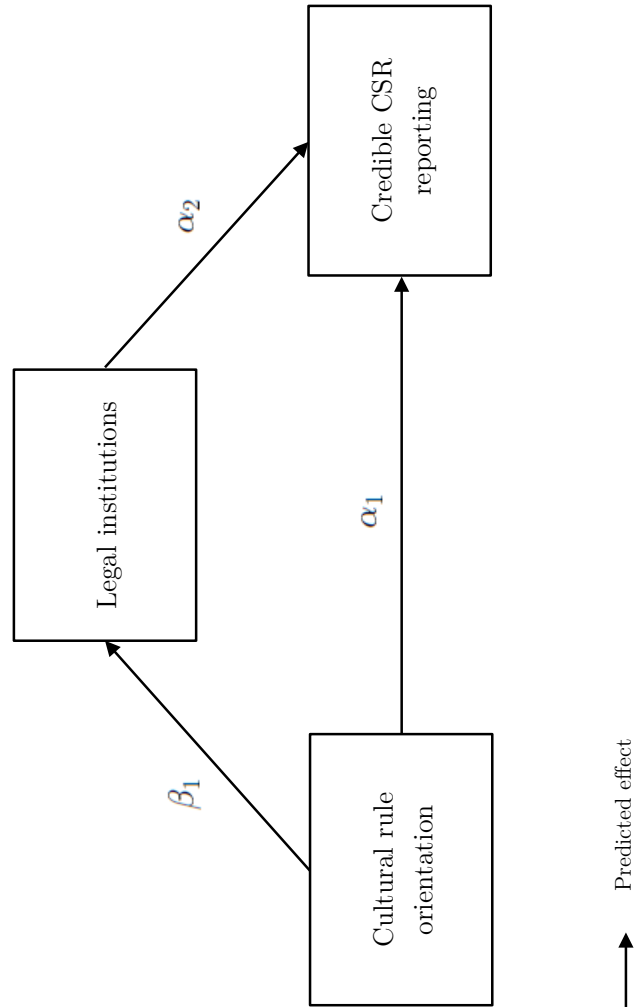 Legal institutions
β1
α2
Cultural rule
orientation
α1
Credible CSR
reporting
Predicted effect